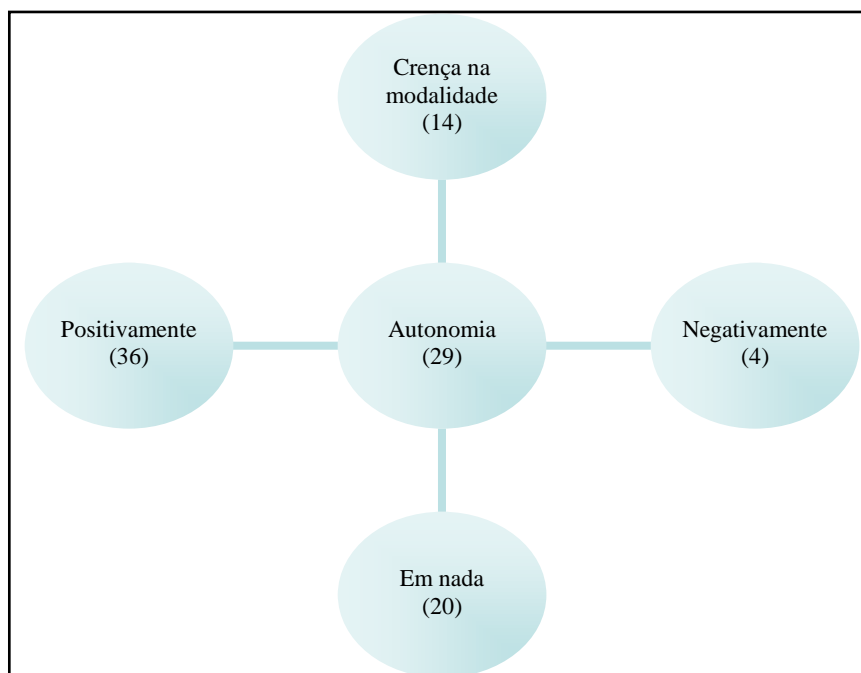 Crença na
modalidade
(14)
Positivamente
(36)
Autonomia
(29)
Negativamente
(4)
Em nada
(20)